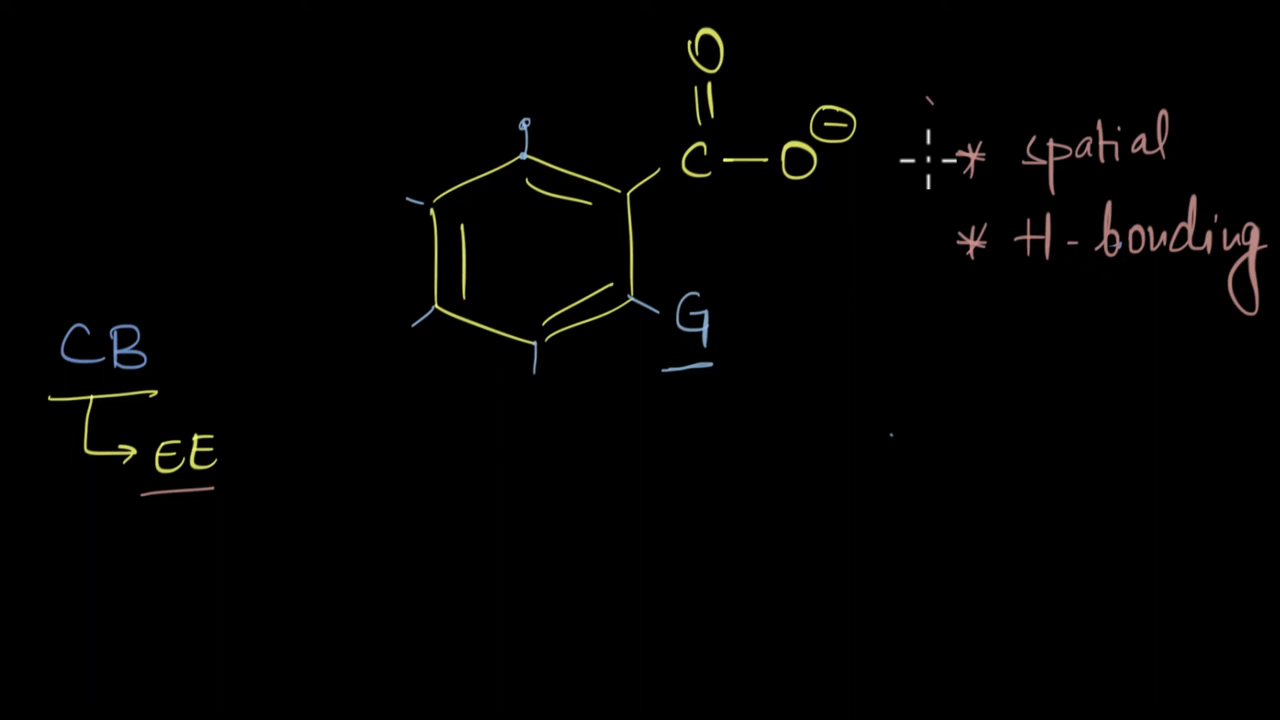 O
C — O ⊖
* spatial
* H-bonding
G
CB
EE